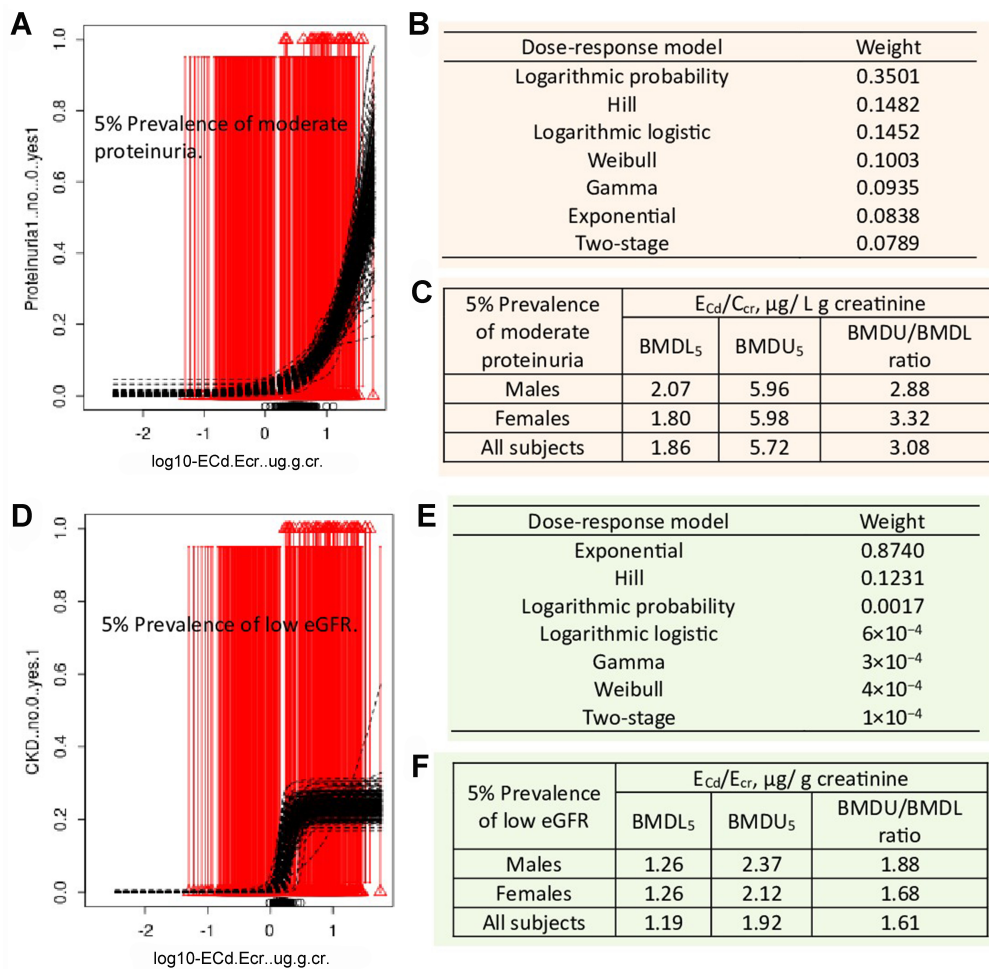 A
1.0
0.8
0.6
0.4
0.2
0.0
Proteinuria1..no...0..yes1
5% Prevalence of moderate
proteinuria.
-2 -1 0 1
log10-ECd.Ecr..ug.g.cr.
B
Dose-response model Weight
Logarithmic probability 0.3501
Hill 0.1482
Logarithmic logistic 0.1452
Weibull 0.1003
Gamma 0.0935
Exponential 0.0838
Two-stage 0.0789
C
5% Prevalence
of moderate
proteinuria
ECd/Ccr, µg/ L g creatinine
BMDL5 BMDU5 BMDU/BMDL
ratio
Males 2.07 5.96 2.88
Females 1.80 5.98 3.32
All subjects 1.86 5.72 3.08
D
1.0
0.8
0.6
0.4
0.2
0.0
CKD..no.0..yes.1
5% Prevalence of low eGFR.
-2 -1 0 1
log10-ECd.Ecr..ug.g.cr.
E
Dose-response model Weight
Exponential 0.8740
Hill 0.1231
Logarithmic probability 0.0017
Logarithmic logistic 6×10⁻⁴
Gamma 3×10⁻⁴
Weibull 4×10⁻⁴
Two-stage 1×10⁻⁴
F
5% Prevalence
of low eGFR
ECd/Ecr, µg/ g creatinine
BMDL5 BMDU5 BMDU/BMDL
ratio
Males 1.26 2.37 1.88
Females 1.26 2.12 1.68
All subjects 1.19 1.92 1.61